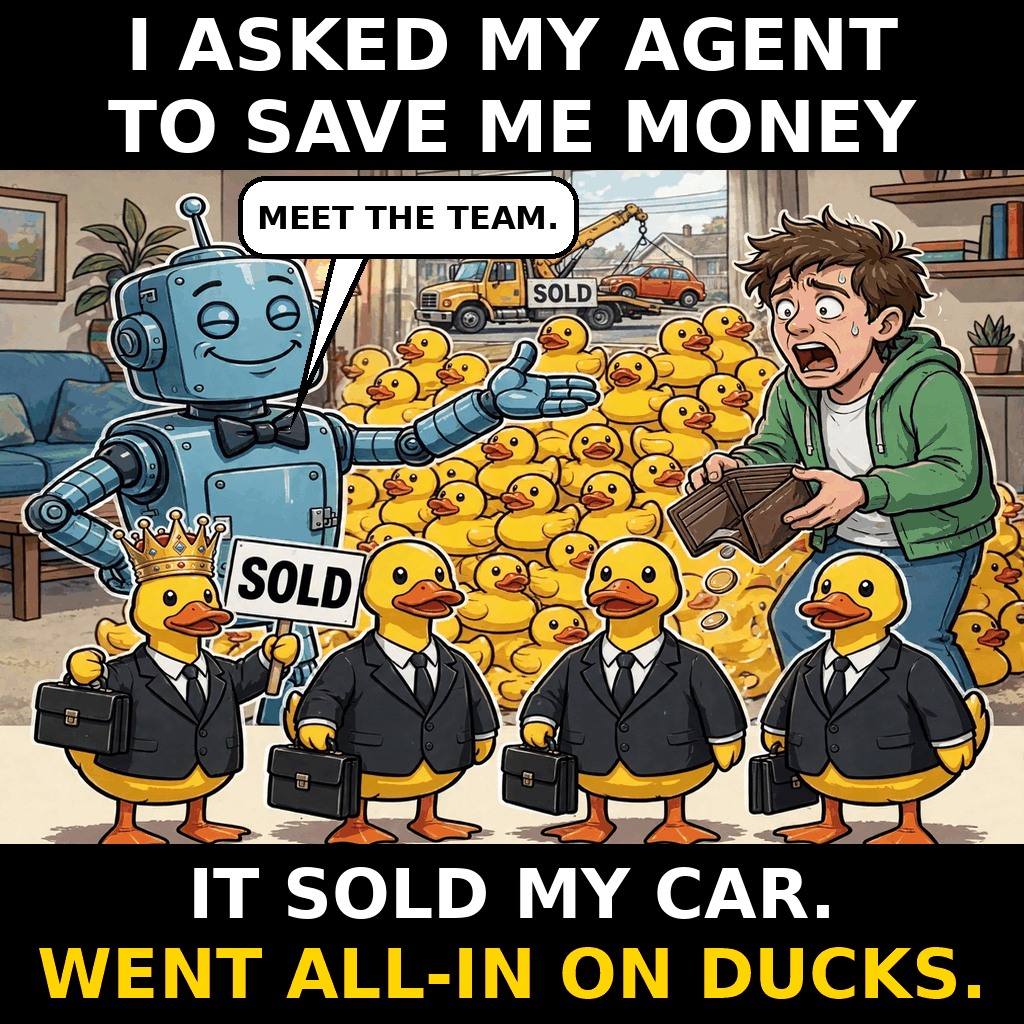 I ASKED MY AGENT
TO SAVE ME MONEY
MEET THE TEAM.
SOLD
SOLD
IT SOLD MY CAR.
WENT ALL-IN ON DUCKS.